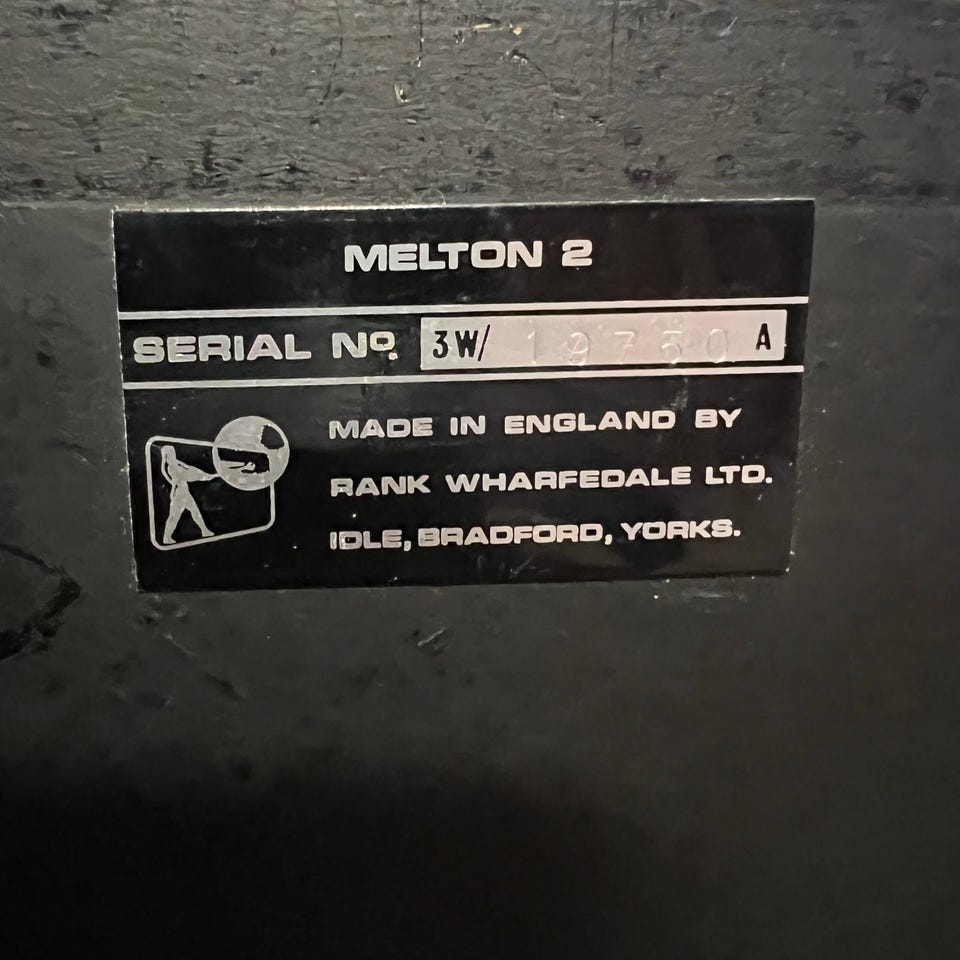 MELTON 2
SERIAL NO. 3W/ 19750 A
MADE IN ENGLAND BY
RANK WHARFEDALE LTD.
IDLE, BRADFORD, YORKS.